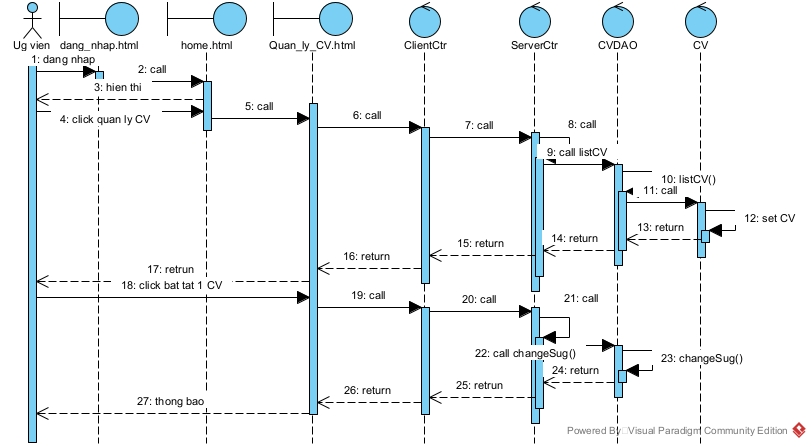 Ug vien
dang_nhap.html
home.html
Quan_ly_CV.html
ClientCtr
ServerCtr
CVDAO
CV
1: dang nhap
2: call
3: hien thi
4: click quan ly CV
5: call
6: call
7: call
8: call
9: call listCV
10: listCV()
11: call
12: set CV
13: return
14: return
15: return
16: return
17: retrun
18: click bat tat 1 CV
19: call
20: call
21: call
22: call changeSug()
23: changeSug()
24: return
25: retrun
26: return
27: thong bao
Powered By Visual Paradigm Community Edition